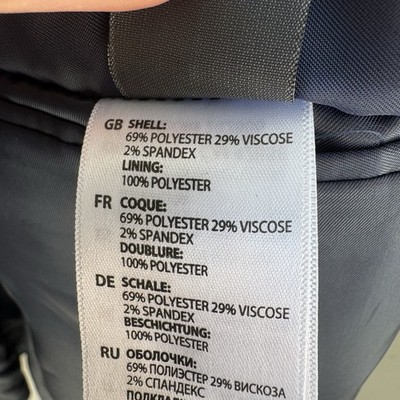 GB SHELL:
69% POLYESTER 29% VISCOSE
2% SPANDEX
LINING:
100% POLYESTER
FR COQUE:
69% POLYESTER 29% VISCOSE
2% SPANDEX
DOUBLURE:
100% POLYESTER
DE SCHALE:
69% POLYESTER 29% VISCOSE
2% SPANDEX
BESCHICHTUNG:
100% POLYESTER
RU ОБОЛОЧКИ:
69% ПОЛИЭСТЕР 29% ВИСКОЗА
2% СПАНДЕКС